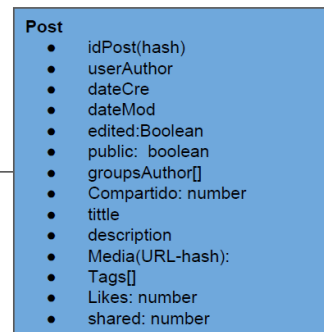 Post
● idPost(hash)
● userAuthor
● dateCre
● dateMod
● edited:Boolean
● public: boolean
● groupsAuthor[]
● Compartido: number
● tittle
● description
● Media(URL-hash):
● Tags[]
● Likes: number
● shared: number